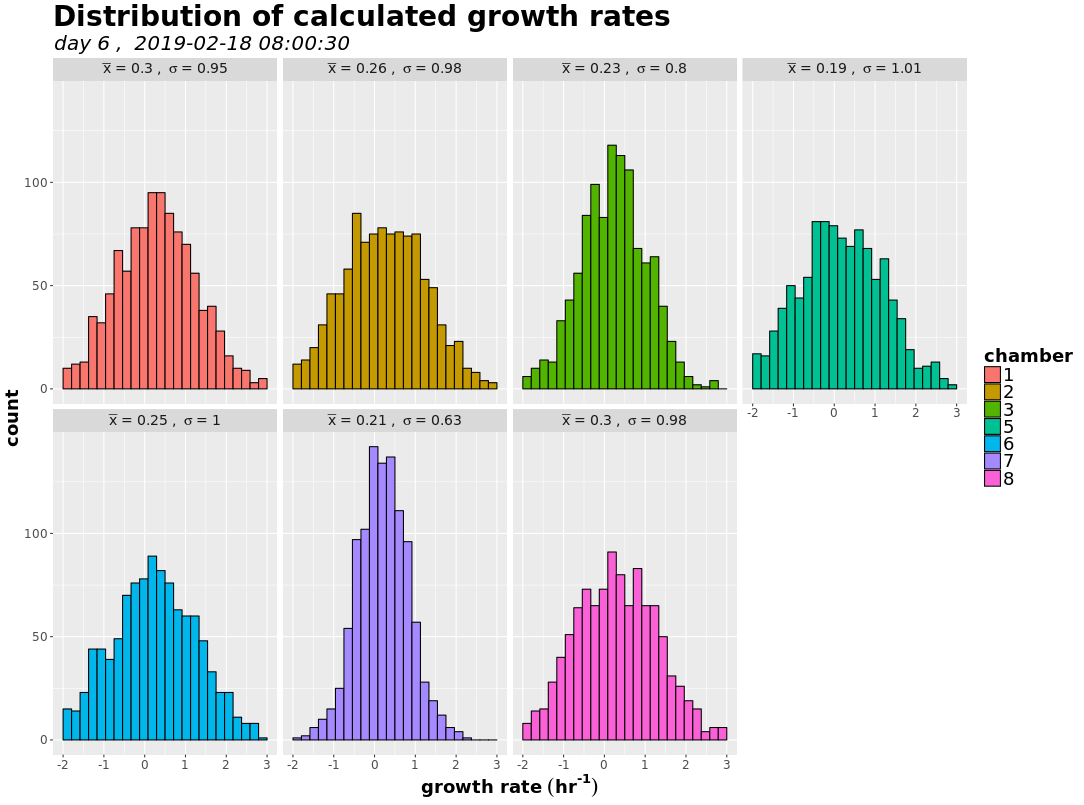 Distribution of calculated growth rates
day 6 , 2019-02-18 08:00:30
x̅ = 0.3 , σ = 0.95
x̅ = 0.26 , σ = 0.98
x̅ = 0.23 , σ = 0.8
x̅ = 0.19 , σ = 1.01
100
50
0
-2 -1 0 1 2 3
x̅ = 0.25 , σ = 1
x̅ = 0.21 , σ = 0.63
x̅ = 0.3 , σ = 0.98
100
50
0
-2 -1 0 1 2 3
-2 -1 0 1 2 3
-2 -1 0 1 2 3
count
growth rate (hr⁻¹)
chamber
1
2
3
5
6
7
8